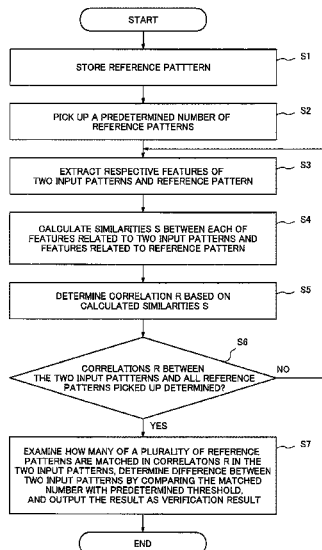 START
S1
STORE REFERENCE PATTTERN
S2
PICK UP A PREDETERMINED NUMBER OF
REFERENCE PATTERNS
S3
EXTRACT RESPECTIVE FEATURES OF
TWO INPUT PATTERNS AND REFERENCE PATTERN
S4
CALCULATE SIMILARITIES S BETWEEN EACH OF
FEATURES RELATED TO TWO INPUT PATTERNS AND
FEATURES RELATED TO REFERENCE PATTERN
S5
DETERMINE CORRELATION R BASED ON
CALCULATED SIMILARITIES S
S6
CORRELATIONS R BETWEEN
THE TWO INPUT PATTTERNS AND ALL REFERENCE
PATTERNS PICKED UP DETERMINED?
NO
YES
S7
EXAMINE HOW MANY OF A PLURALITY OF REFERENCE
PATTERNS ARE MATCHED IN CORRELATONS R IN THE
TWO INPUT PATTERNS, DETERMINE DIFFERENCE BETWEEN
TWO INPUT PATTERNS BY COMPARING THE MATCHED
NUMBER WITH PREDETERMINED THRESHOLD,
AND OUTPUT THE RESULT AS VERIFICATION RESULT
END